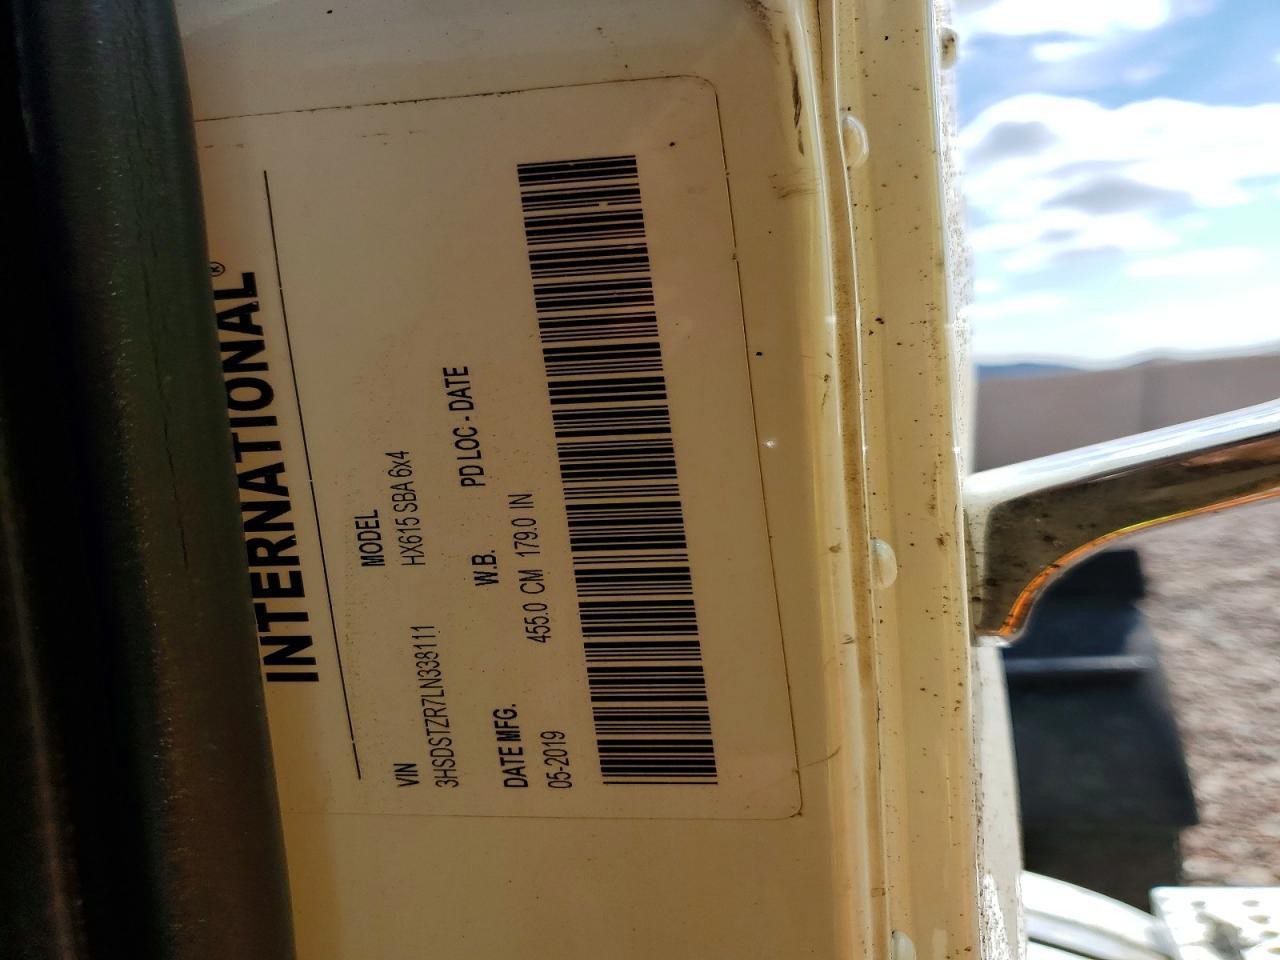 INTERNATIONAL®
VIN MODEL
3HSDSTZR7LN338111 HX615 SBA 6x4
DATE MFG. W.B. PD LOC - DATE
05-2019 455.0 CM 179.0 IN